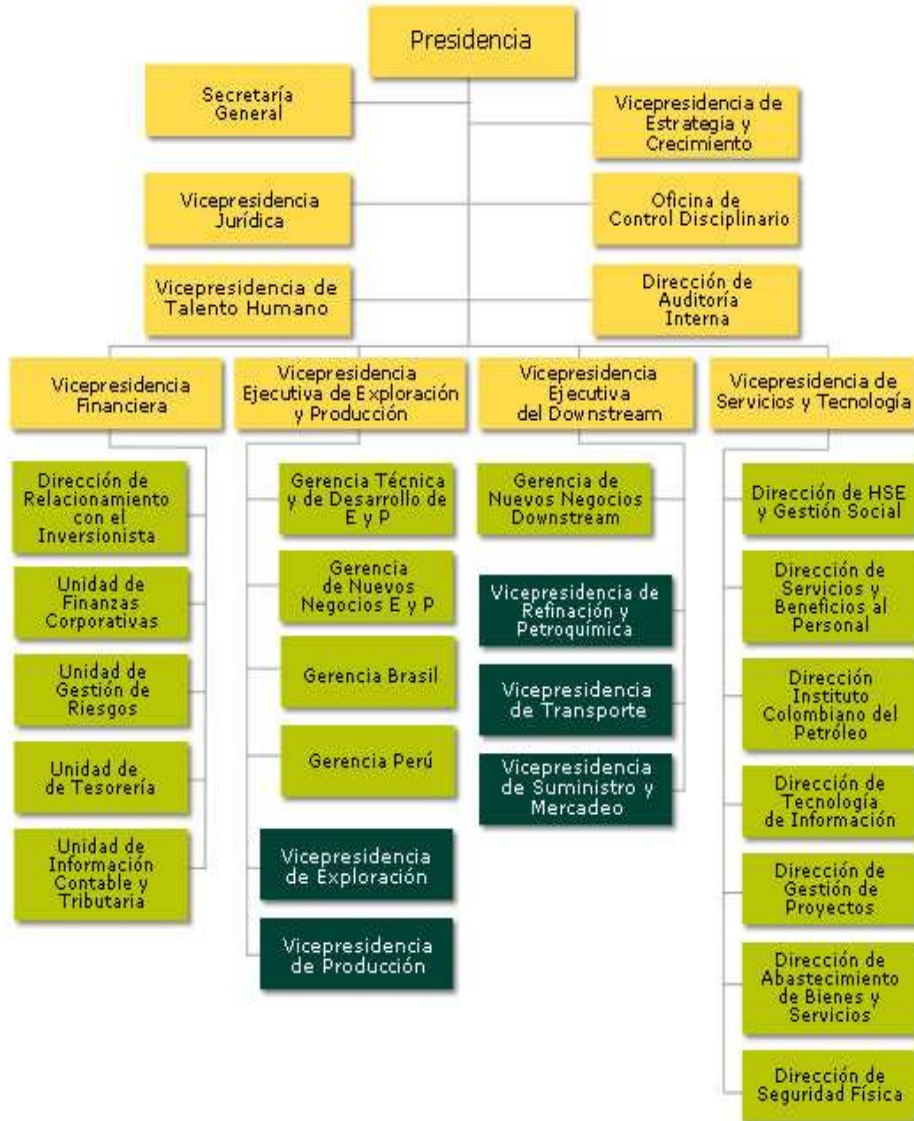 Presidencia
Secretaría
General
Vicepresidencia de
Estrategia y
Crecimiento
Vicepresidencia
Jurídica
Oficina de
Control Disciplinario
Vicepresidencia de
Talento Humano
Dirección de
Auditoría
Interna
Vicepresidencia
Financiera
Vicepresidencia
Ejecutiva de Exploración
y Producción
Vicepresidencia
Ejecutiva
del Downstream
Vicepresidencia de
Servicios y Tecnología
Dirección de
Relacionamiento
con el
Inversionista
Unidad de
Finanzas
Corporativas
Unidad de
Gestión de
Riesgos
Unidad de
de Tesorería
Unidad de
Información
Contable y
Tributaria
Gerencia Técnica
y de Desarrollo de
E y P
Gerencia
de Nuevos
Negocios E y P
Gerencia Brasil
Gerencia Perú
Vicepresidencia
de Exploración
Vicepresidencia
de Producción
Gerencia de
Nuevos Negocios
Downstream
Vicepresidencia de
Refinación y
Petroquímica
Vicepresidencia
de Transporte
Vicepresidencia
de Suministro y
Mercadeo
Dirección de HSE
y Gestión Social
Dirección de
Servicios y
Beneficios al
Personal
Dirección
Instituto
Colombiano del
Petróleo
Dirección de
Tecnología
de Información
Dirección de
Gestión de
Proyectos
Dirección de
Abastecimiento
de Bienes y
Servicios
Dirección de
Seguridad Física